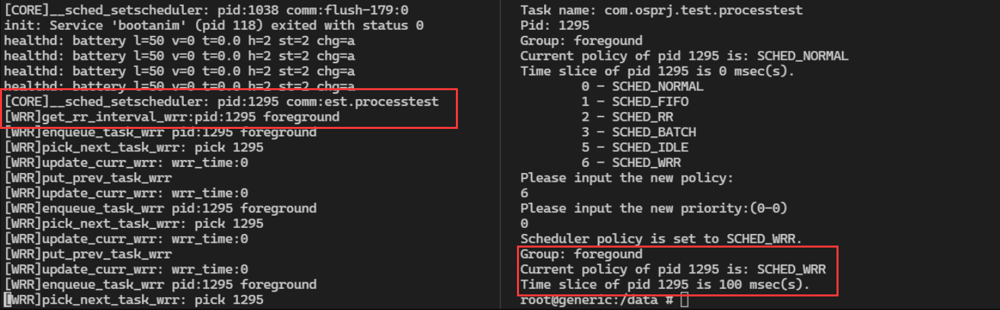 [CORE]__sched_setscheduler: pid:1038 comm:flush-179:0
init: Service 'bootanim' (pid 118) exited with status 0
healthd: battery l=50 v=0 t=0.0 h=2 st=2 chg=a
healthd: battery l=50 v=0 t=0.0 h=2 st=2 chg=a
healthd: battery l=50 v=0 t=0.0 h=2 st=2 chg=a
healthd: battery l=50 v=0 t=0.0 h=2 st=2 chg=a
[CORE]__sched_setscheduler: pid:1295 comm:est.processtest
[WRR]get_rr_interval_wrr:pid:1295 foreground
[WRR]enqueue_task_wrr pid:1295 foreground
[WRR]pick_next_task_wrr: pick 1295
[WRR]update_curr_wrr: wrr_time:0
[WRR]put_prev_task_wrr
[WRR]update_curr_wrr: wrr_time:0
[WRR]enqueue_task_wrr pid:1295 foreground
[WRR]pick_next_task_wrr: pick 1295
[WRR]update_curr_wrr: wrr_time:0
[WRR]put_prev_task_wrr
[WRR]update_curr_wrr: wrr_time:0
[WRR]enqueue_task_wrr pid:1295 foreground
[WRR]pick_next_task_wrr: pick 1295
Task name: com.osprj.test.processtest
Pid: 1295
Group: foregound
Current policy of pid 1295 is: SCHED_NORMAL
Time slice of pid 1295 is 0 msec(s).
0 - SCHED_NORMAL
1 - SCHED_FIFO
2 - SCHED_RR
3 - SCHED_BATCH
5 - SCHED_IDLE
6 - SCHED_WRR
Please input the new policy:
6
Please input the new priority:(0-0)
0
Scheduler policy is set to SCHED_WRR.
Group: foregound
Current policy of pid 1295 is: SCHED_WRR
Time slice of pid 1295 is 100 msec(s).
root@generic:/data #